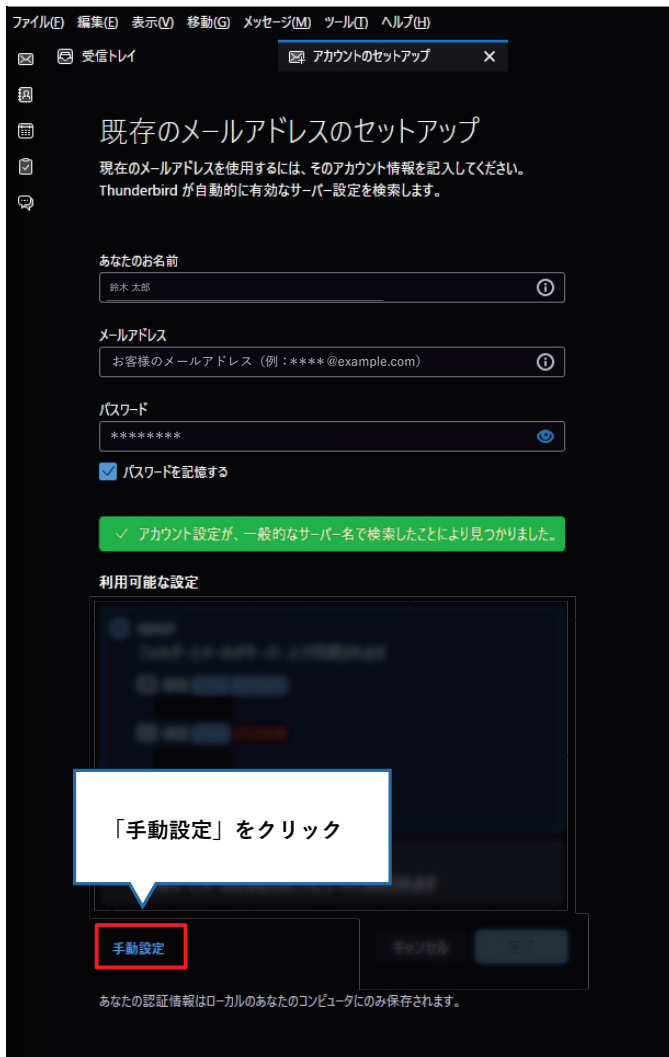 ファイル(F) 編集(E) 表示(V) 移動(G) メッセージ(M) ツール(T) ヘルプ(H)
受信トレイ アカウントのセットアップ
既存のメールアドレスのセットアップ
現在のメールアドレスを使用するには、そのアカウント情報を記入してください。
Thunderbird が自動的に有効なサーバー設定を検索します。
あなたのお名前
鈴木 太郎
メールアドレス
お客様のメールアドレス（例：****@example.com）
パスワード
********
パスワードを記憶する
アカウント設定が、一般的なサーバー名で検索したことにより見つかりました。
利用可能な設定
「手動設定」をクリック
手動設定
キャンセル
あなたの認証情報はローカルのあなたのコンピュータにのみ保存されます。